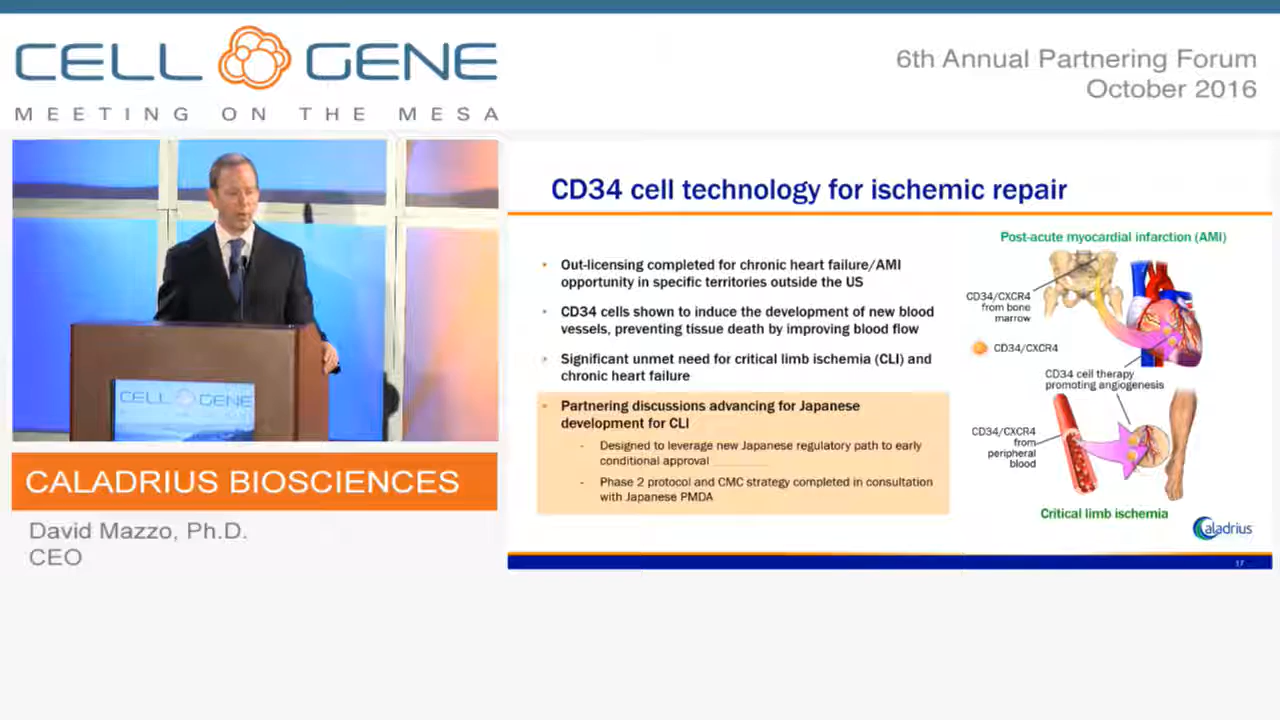 CELL GENE
MEETING ON THE MESA
6th Annual Partnering Forum
October 2016
CELL GENE
CALADRIUS BIOSCIENCES
David Mazzo, Ph.D.
CEO
CD34 cell technology for ischemic repair
• Out-licensing completed for chronic heart failure/AMI
opportunity in specific territories outside the US
• CD34 cells shown to induce the development of new blood
vessels, preventing tissue death by improving blood flow
• Significant unmet need for critical limb ischemia (CLI) and
chronic heart failure
• Partnering discussions advancing for Japanese
development for CLI
- Designed to leverage new Japanese regulatory path to early
conditional approval
- Phase 2 protocol and CMC strategy completed in consultation
with Japanese PMDA
Post-acute myocardial infarction (AMI)
CD34/CXCR4
from bone
marrow
CD34/CXCR4
CD34 cell therapy
promoting angiogenesis
CD34/CXCR4
from
peripheral
blood
Critical limb ischemia
Caladrius
17